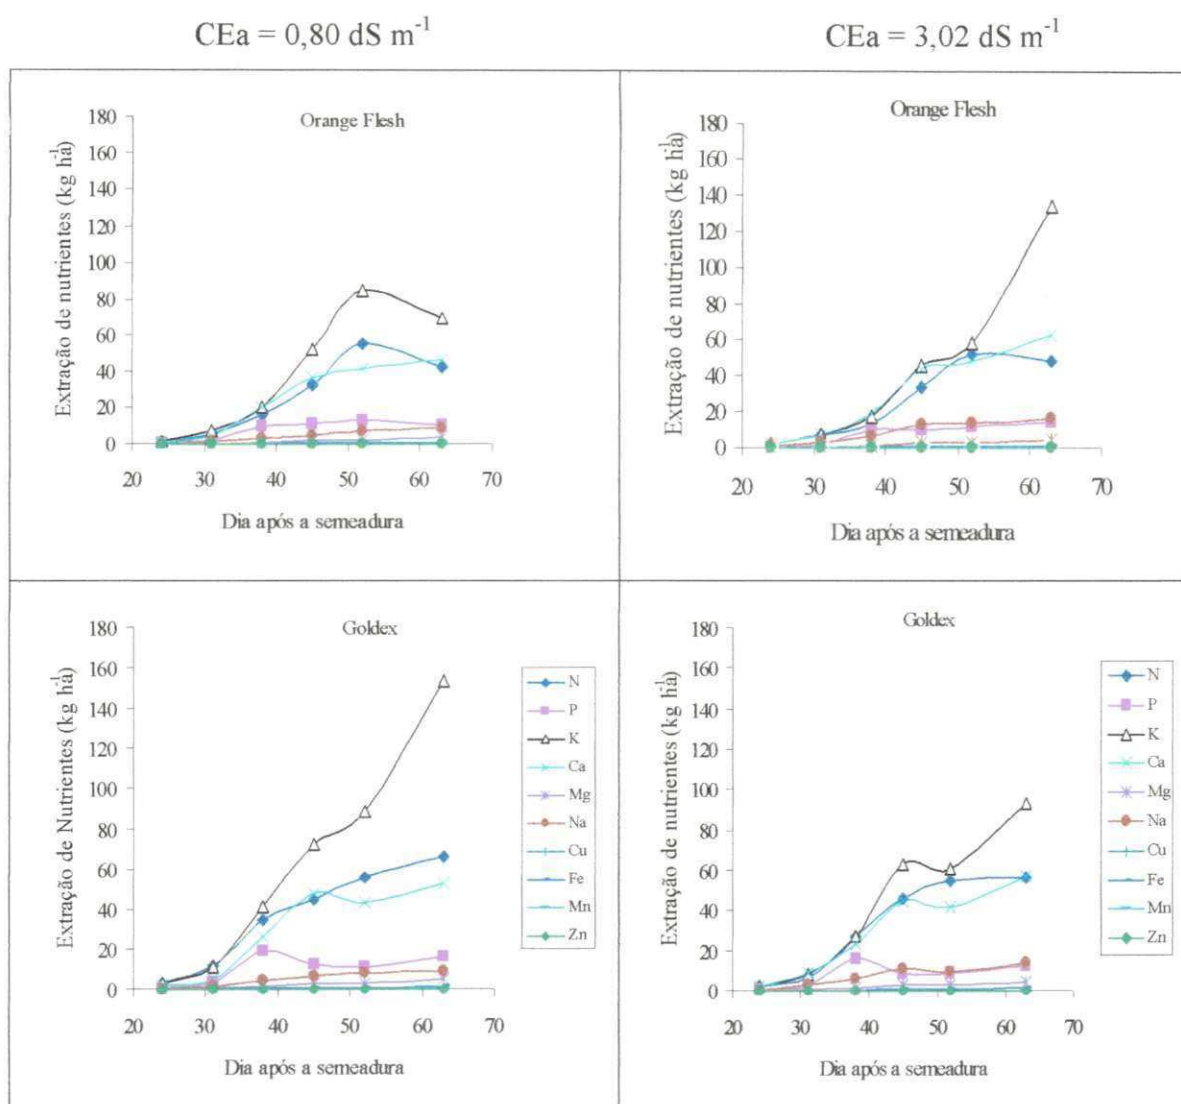 CEa = 0,80 dS m⁻¹
CEa = 3,02 dS m⁻¹
Orange Flesh
Extração de nutrientes (kg ha⁻¹)
180
160
140
120
100
80
60
40
20
0
20 30 40 50 60 70
Dia após a semeadura
Orange Flesh
Extração de nutrientes (kg ha⁻¹)
180
160
140
120
100
80
60
40
20
0
20 30 40 50 60 70
Dia após a semeadura
Goldex
Extração de Nutrientes (kg ha⁻¹)
180
160
140
120
100
80
60
40
20
0
20 30 40 50 60 70
Dia após a semeadura
N
P
K
Ca
Mg
Na
Cu
Fe
Mn
Zn
Goldex
Extração de nutrientes (kg ha⁻¹)
180
160
140
120
100
80
60
40
20
0
20 30 40 50 60 70
Dia após a semeadura
N
P
K
Ca
Mg
Na
Cu
Fe
Mn
Zn